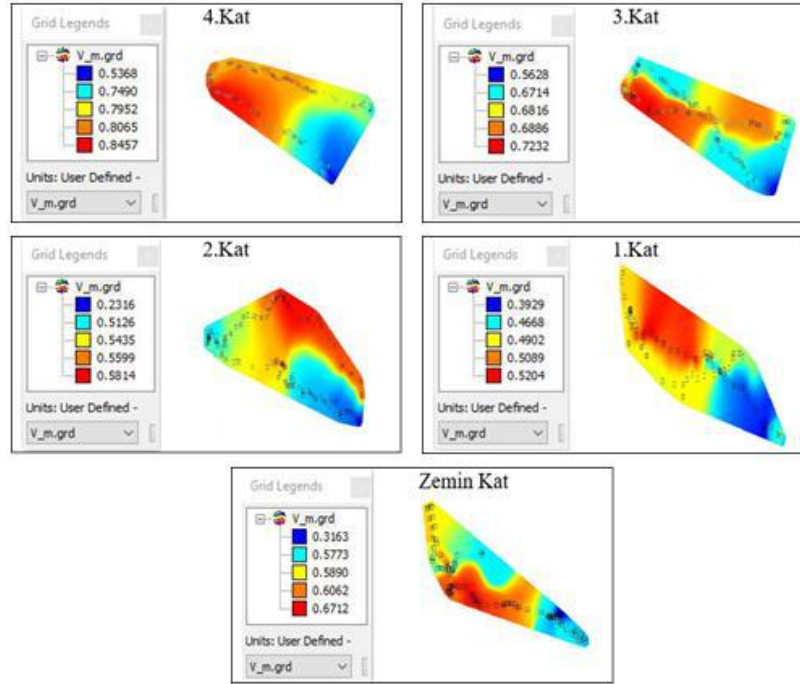 4.Kat
Grid Legends
V_m.grd
0.5368
0.7490
0.7952
0.8065
0.8457
Units: User Defined -
V_m.grd
3.Kat
Grid Legends
V_m.grd
0.5628
0.6714
0.6816
0.6886
0.7232
Units: User Defined -
V_m.grd
2.Kat
Grid Legends
V_m.grd
0.2316
0.5126
0.5435
0.5599
0.5814
Units: User Defined -
V_m.grd
1.Kat
Grid Legends
V_m.grd
0.3929
0.4668
0.4902
0.5089
0.5204
Units: User Defined -
V_m.grd
Zemin Kat
Grid Legends
V_m.grd
0.3163
0.5773
0.5890
0.6062
0.6712
Units: User Defined -
V_m.grd